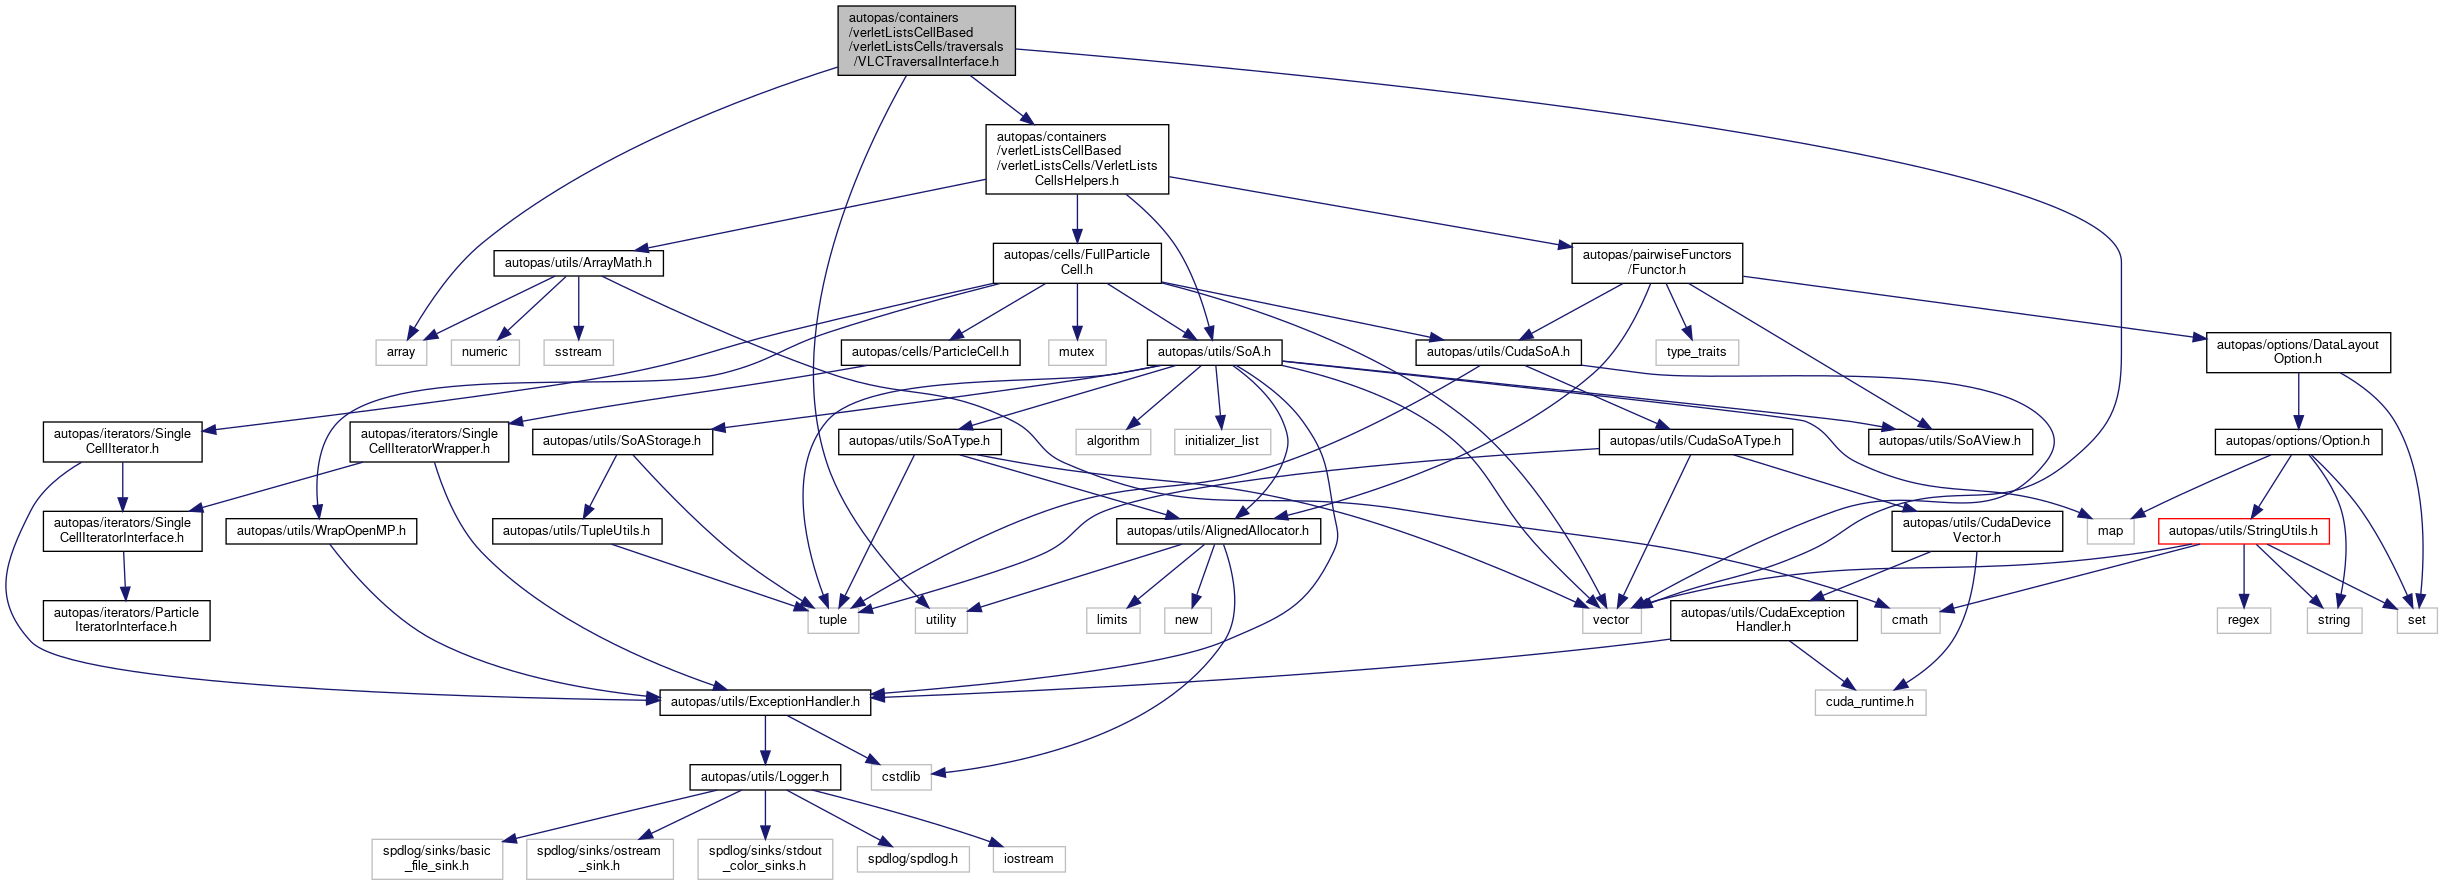 autopas/containers
/verletListsCellBased
/verletListsCells/traversals
/VLCTraversalInterface.h
autopas/containers
/verletListsCellBased
/verletListsCells/VerletLists
CellsHelpers.h
autopas/utils/ArrayMath.h
autopas/cells/FullParticle
Cell.h
autopas/pairwiseFunctors
/Functor.h
array
numeric
sstream
autopas/cells/ParticleCell.h
mutex
autopas/utils/SoA.h
autopas/utils/CudaSoA.h
type_traits
autopas/options/DataLayout
Option.h
autopas/iterators/Single
CellIterator.h
autopas/iterators/Single
CellIteratorWrapper.h
autopas/utils/SoAStorage.h
autopas/utils/SoAType.h
algorithm
initializer_list
autopas/utils/CudaSoAType.h
autopas/utils/SoAView.h
autopas/options/Option.h
autopas/iterators/Single
CellIteratorInterface.h
autopas/utils/WrapOpenMP.h
autopas/utils/TupleUtils.h
autopas/utils/AlignedAllocator.h
autopas/utils/CudaDevice
Vector.h
map
autopas/utils/StringUtils.h
autopas/iterators/Particle
IteratorInterface.h
tuple
utility
limits
new
vector
autopas/utils/CudaException
Handler.h
cmath
regex
string
set
autopas/utils/ExceptionHandler.h
cuda_runtime.h
autopas/utils/Logger.h
cstdlib
spdlog/sinks/basic
_file_sink.h
spdlog/sinks/ostream
_sink.h
spdlog/sinks/stdout
_color_sinks.h
spdlog/spdlog.h
iostream